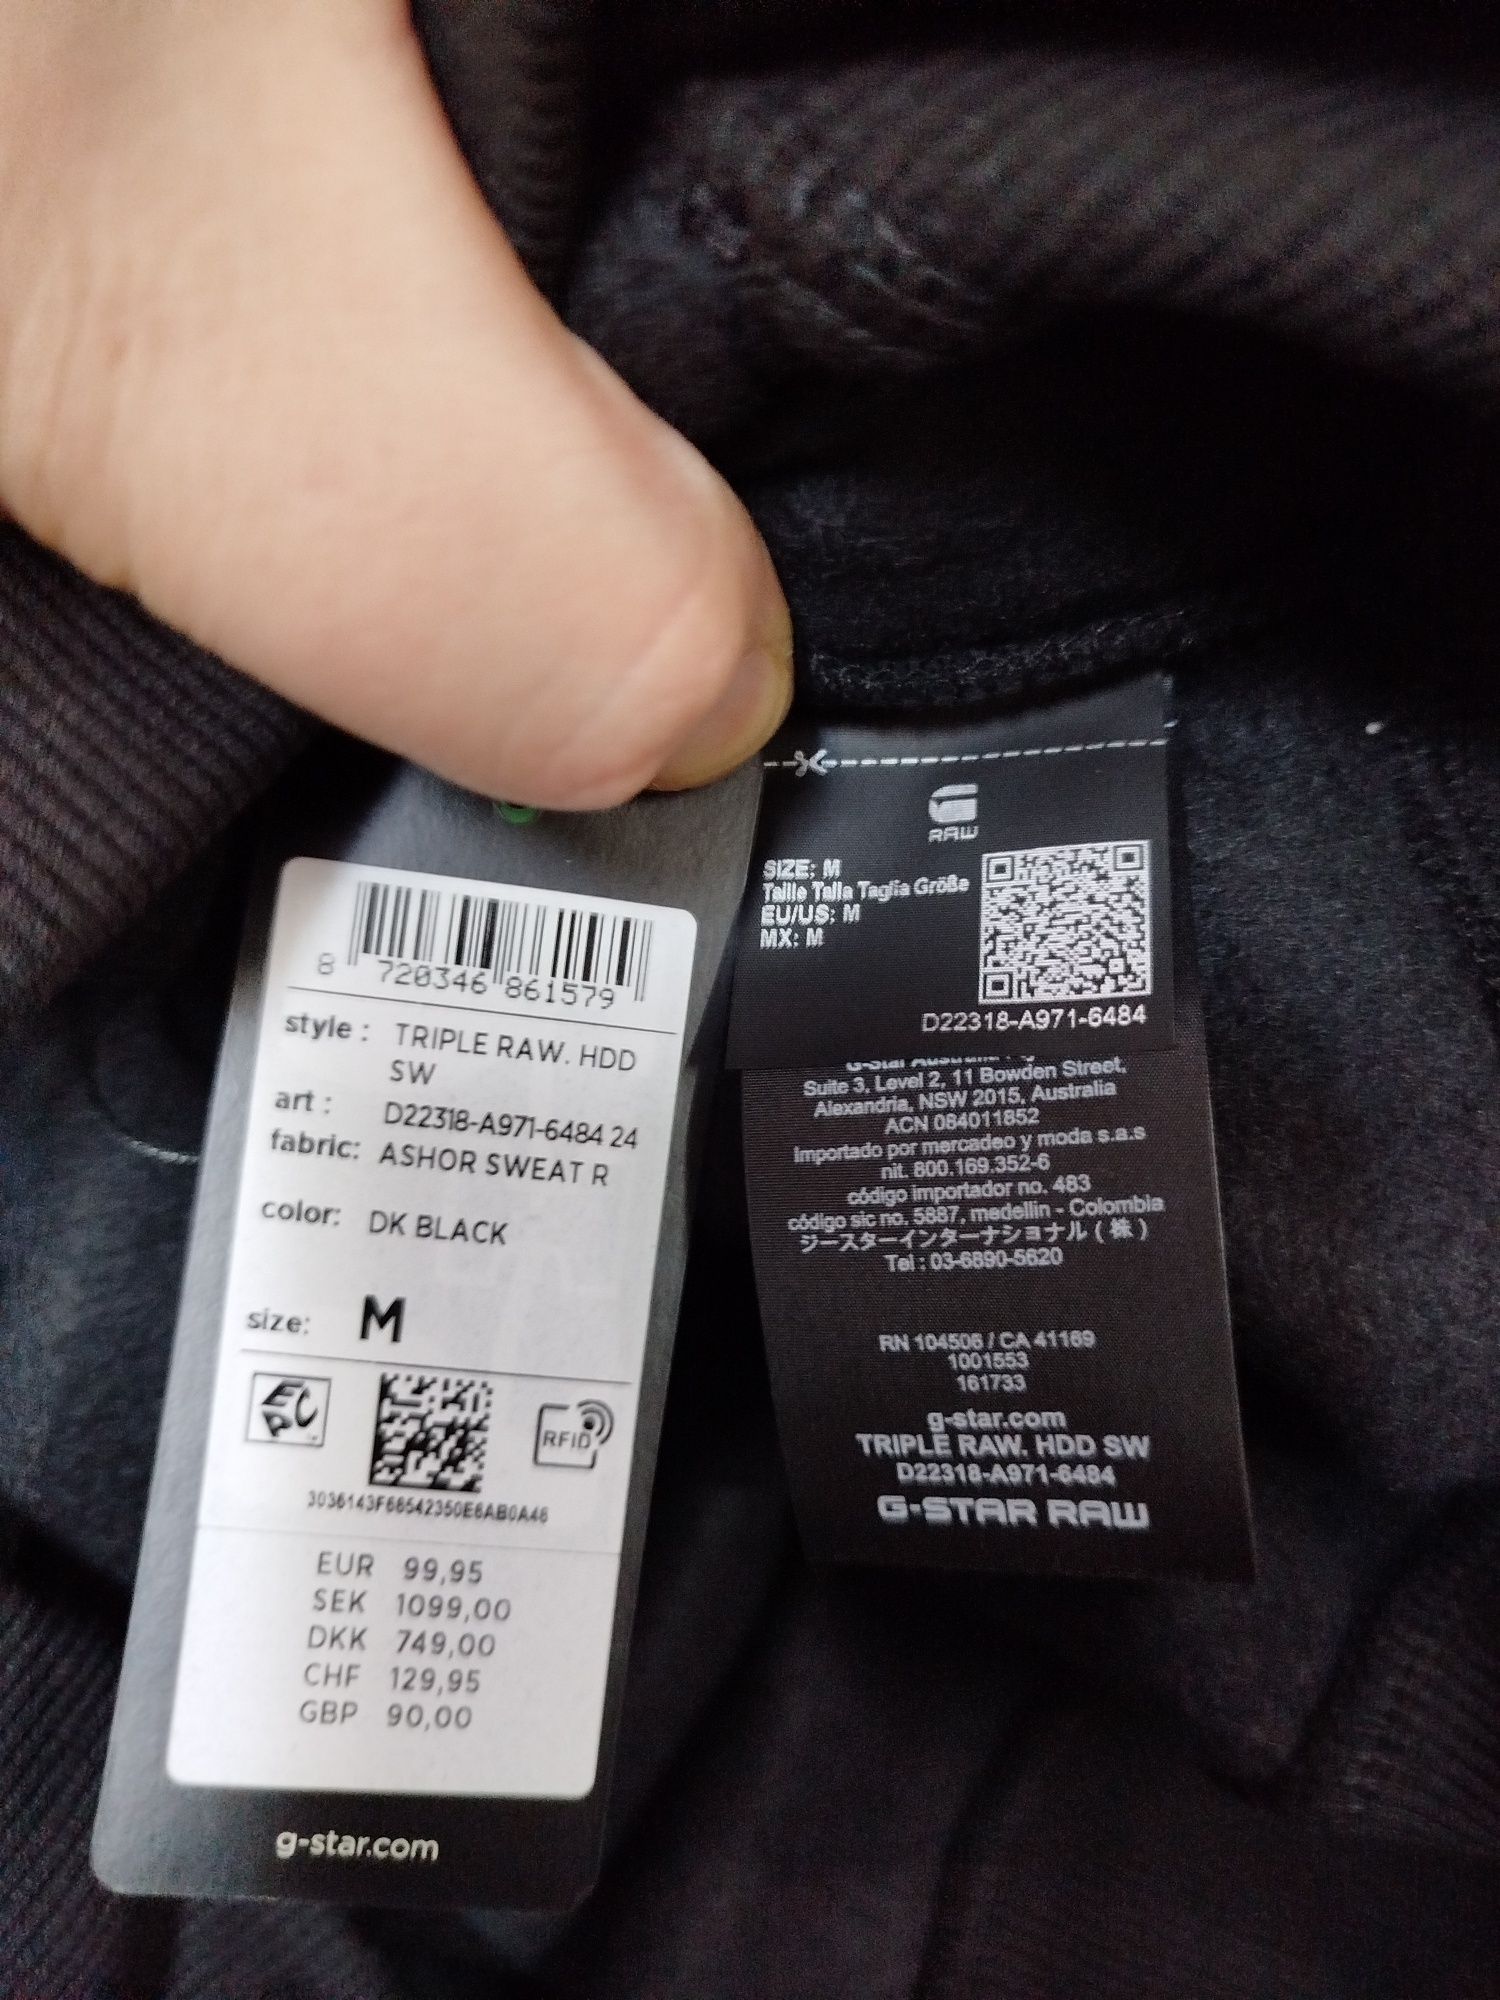 8 720346 861579
style : TRIPLE RAW. HDD
SW
art : D22318-A971-6484 24
fabric: ASHOR SWEAT R
color: DK BLACK
size: M
EPC
RFID
3036143F66542350E6AB0A46
EUR 99,95
SEK 1099,00
DKK 749,00
CHF 129,95
GBP 90,00
g-star.com
RAW
SIZE: M
Taille Talla Taglia Größe
EU/US: M
MX: M
D22318-A971-6484
G-Star
Suite 3, Level 2, 11 Bowden Street,
Alexandria, NSW 2015, Australia
ACN 084011852
Importado por mercadeo y moda s.a.s
nit. 800.169.352-6
código importador no. 483
código sic no. 5887, medellin - Colombia
ジースターインターナショナル ( 株 )
Tel : 03-6890-5620
RN 104506 / CA 41169
1001553
161733
g-star.com
TRIPLE RAW. HDD SW
D22318-A971-6484
G-STAR RAW